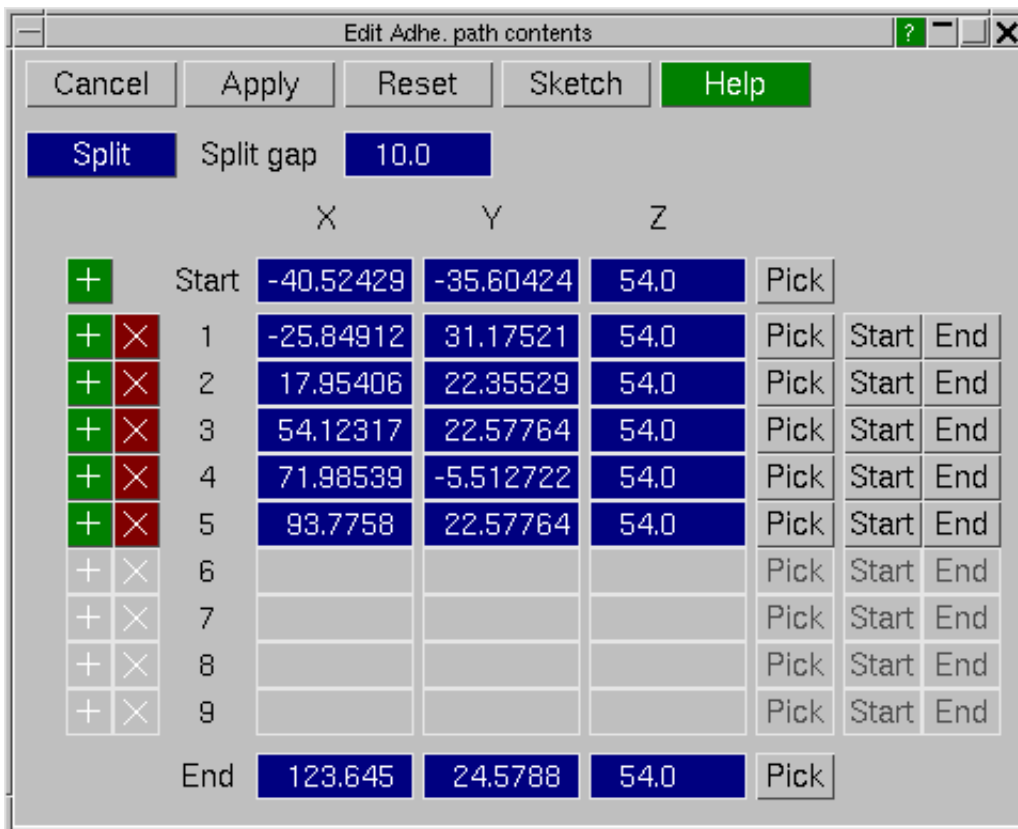 Edit Adhe. path contents ?
Cancel Apply Reset Sketch Help
Split Split gap 10.0
X Y Z
Start -40.52429 -35.60424 54.0 Pick
1 -25.84912 31.17521 54.0 Pick Start End
2 17.95406 22.35529 54.0 Pick Start End
3 54.12317 22.57764 54.0 Pick Start End
4 71.98539 -5.512722 54.0 Pick Start End
5 93.7758 22.57764 54.0 Pick Start End
6 Pick Start End
7 Pick Start End
8 Pick Start End
9 Pick Start End
End 123.645 24.5788 54.0 Pick